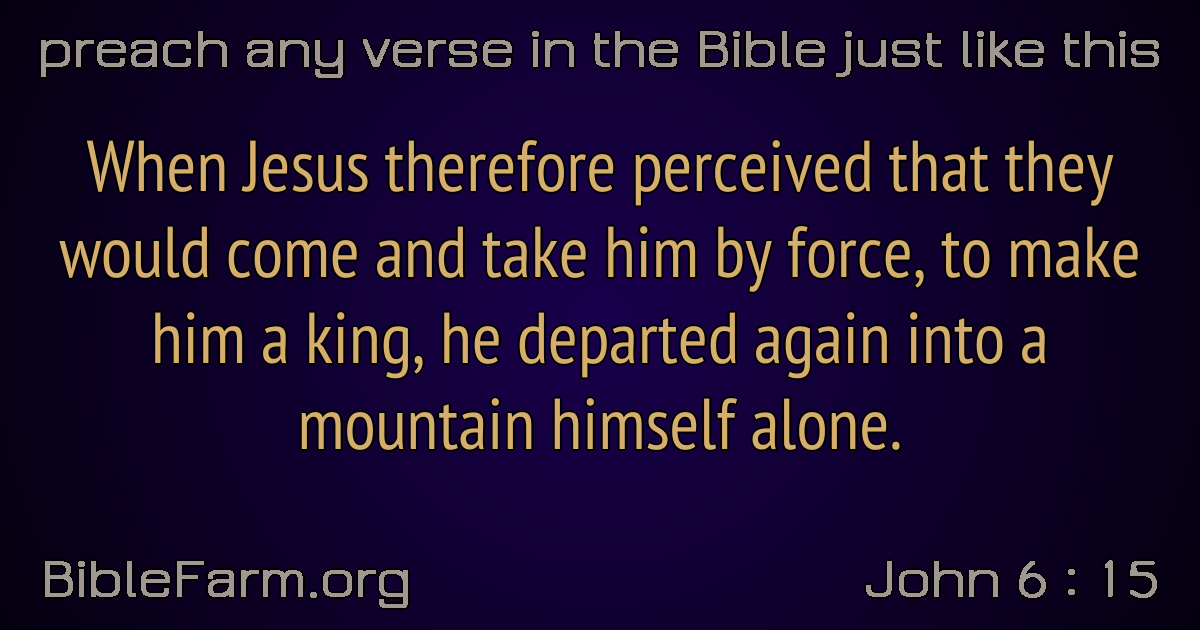 preach any verse in the Bible just like this
When Jesus therefore perceived that they
would come and take him by force, to make
him a king, he departed again into a
mountain himself alone.
BibleFarm.org
John 6 : 15